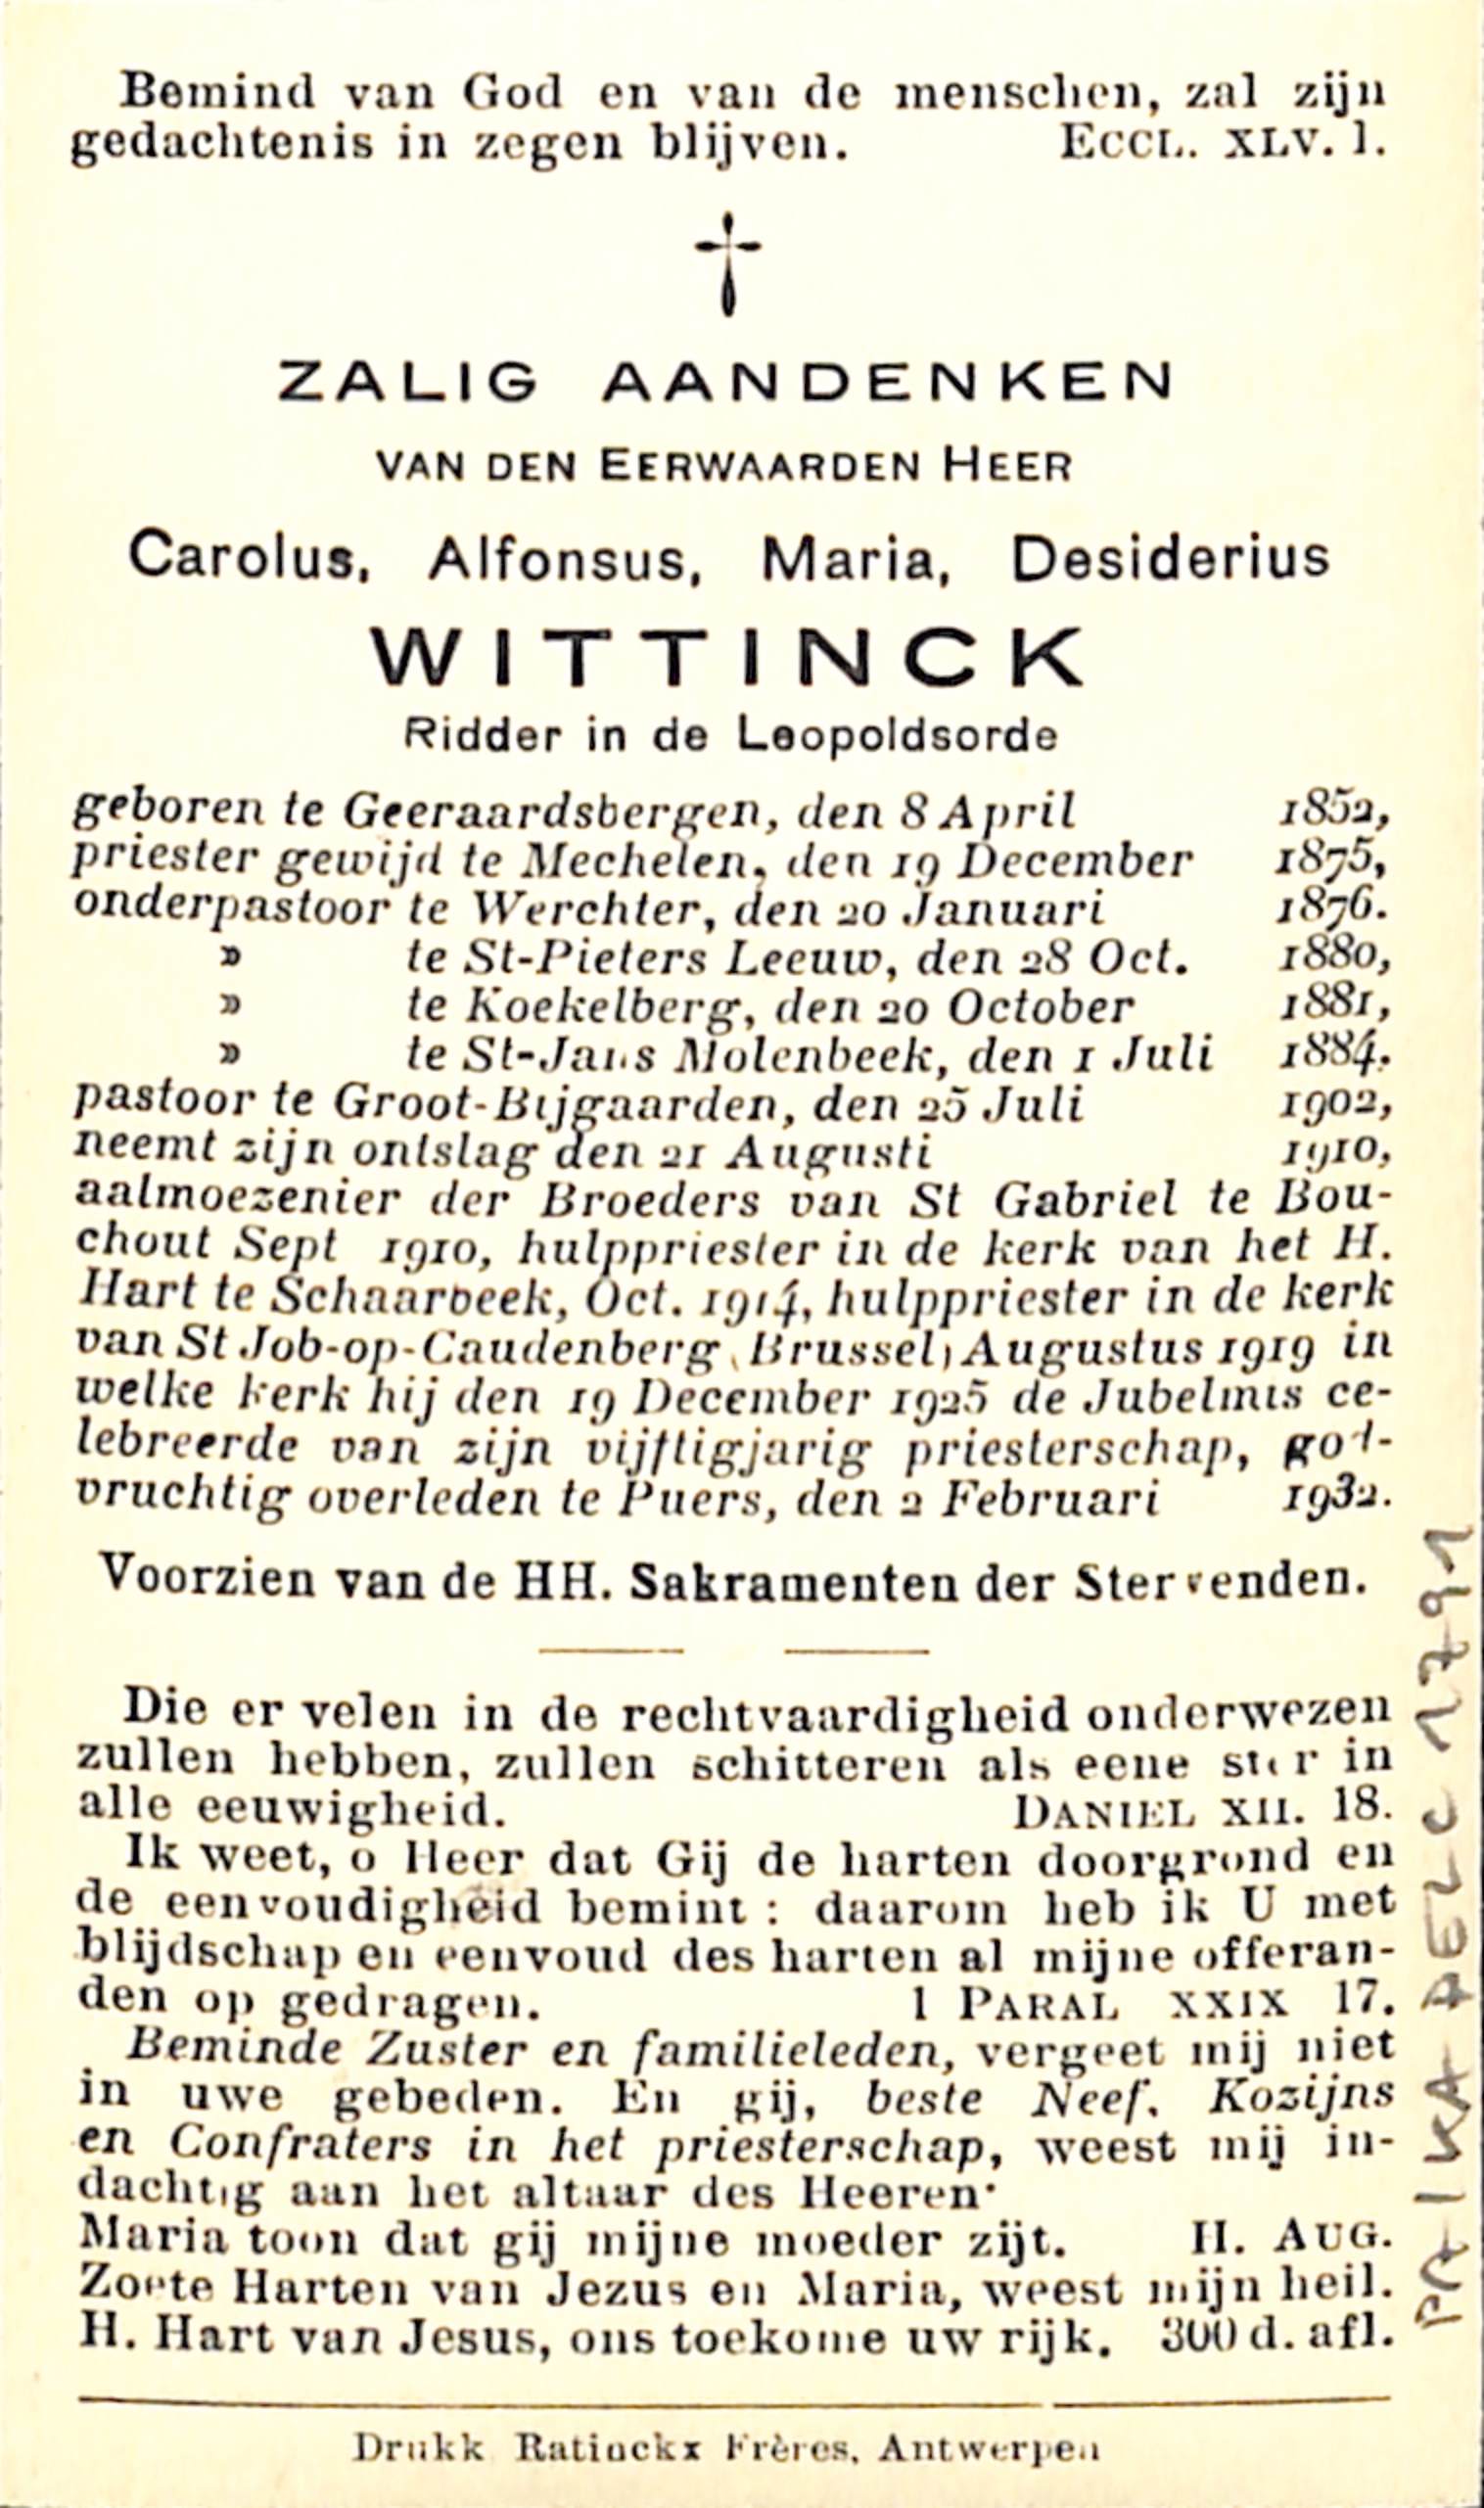 Bemind van God en van de menschen, zal zijn
gedachtenis in zegen blijven. ECCL. XLV. 1.
ZALIG AANDENKEN
VAN DEN EERWAARDEN HEER
Carolus, Alfonsus, Maria, Desiderius
WITTINCK
Ridder in de Leopoldsorde
geboren te Geeraardsbergen, den 8 April 1852,
priester gewijd te Mechelen, den 19 December 1875,
onderpastoor te Werchter, den 20 Januari 1876.
» te St-Pieters Leeuw, den 28 Oct. 1880,
» te Koekelberg, den 20 October 1881,
» te St-Jans Molenbeek, den 1 Juli 1884.
pastoor te Groot-Bijgaarden, den 25 Juli 1902,
neemt zijn ontslag den 21 Augusti 1910,
aalmoezenier der Broeders van St Gabriel te Bou-
chout Sept 1910, hulppriester in de kerk van het H.
Hart te Schaarbeek, Oct. 1914, hulppriester in de kerk
van St Job-op-Caudenberg (Brussel) Augustus 1919 in
welke kerk hij den 19 December 1925 de Jubelmis ce-
lebreerde van zijn vijftigjarig priesterschap, god-
vruchtig overleden te Puers, den 2 Februari 1932.
Voorzien van de HH. Sakramenten der Stervenden.
Die er velen in de rechtvaardigheid onderwezen
zullen hebben, zullen schitteren als eene ster in
alle eeuwigheid. DANIEL XII. 18.
Ik weet, o Heer dat Gij de harten doorgrond en
de eenvoudigheid bemint : daarom heb ik U met
blijdschap en eenvoud des harten al mijne offeran-
den op gedragen. 1 PARAL XXIX 17.
Beminde Zuster en familieleden, vergeet mij niet
in uwe gebeden. En gij, beste Neef, Kozijns
en Confraters in het priesterschap, weest mij in-
dachtig aan het altaar des Heeren.
Maria toon dat gij mijne moeder zijt. H. AUG.
Zoete Harten van Jezus en Maria, weest mijn heil.
H. Hart van Jesus, ons toekome uw rijk. 300 d. afl.
Drukk Ratinckx Frères, Antwerpen